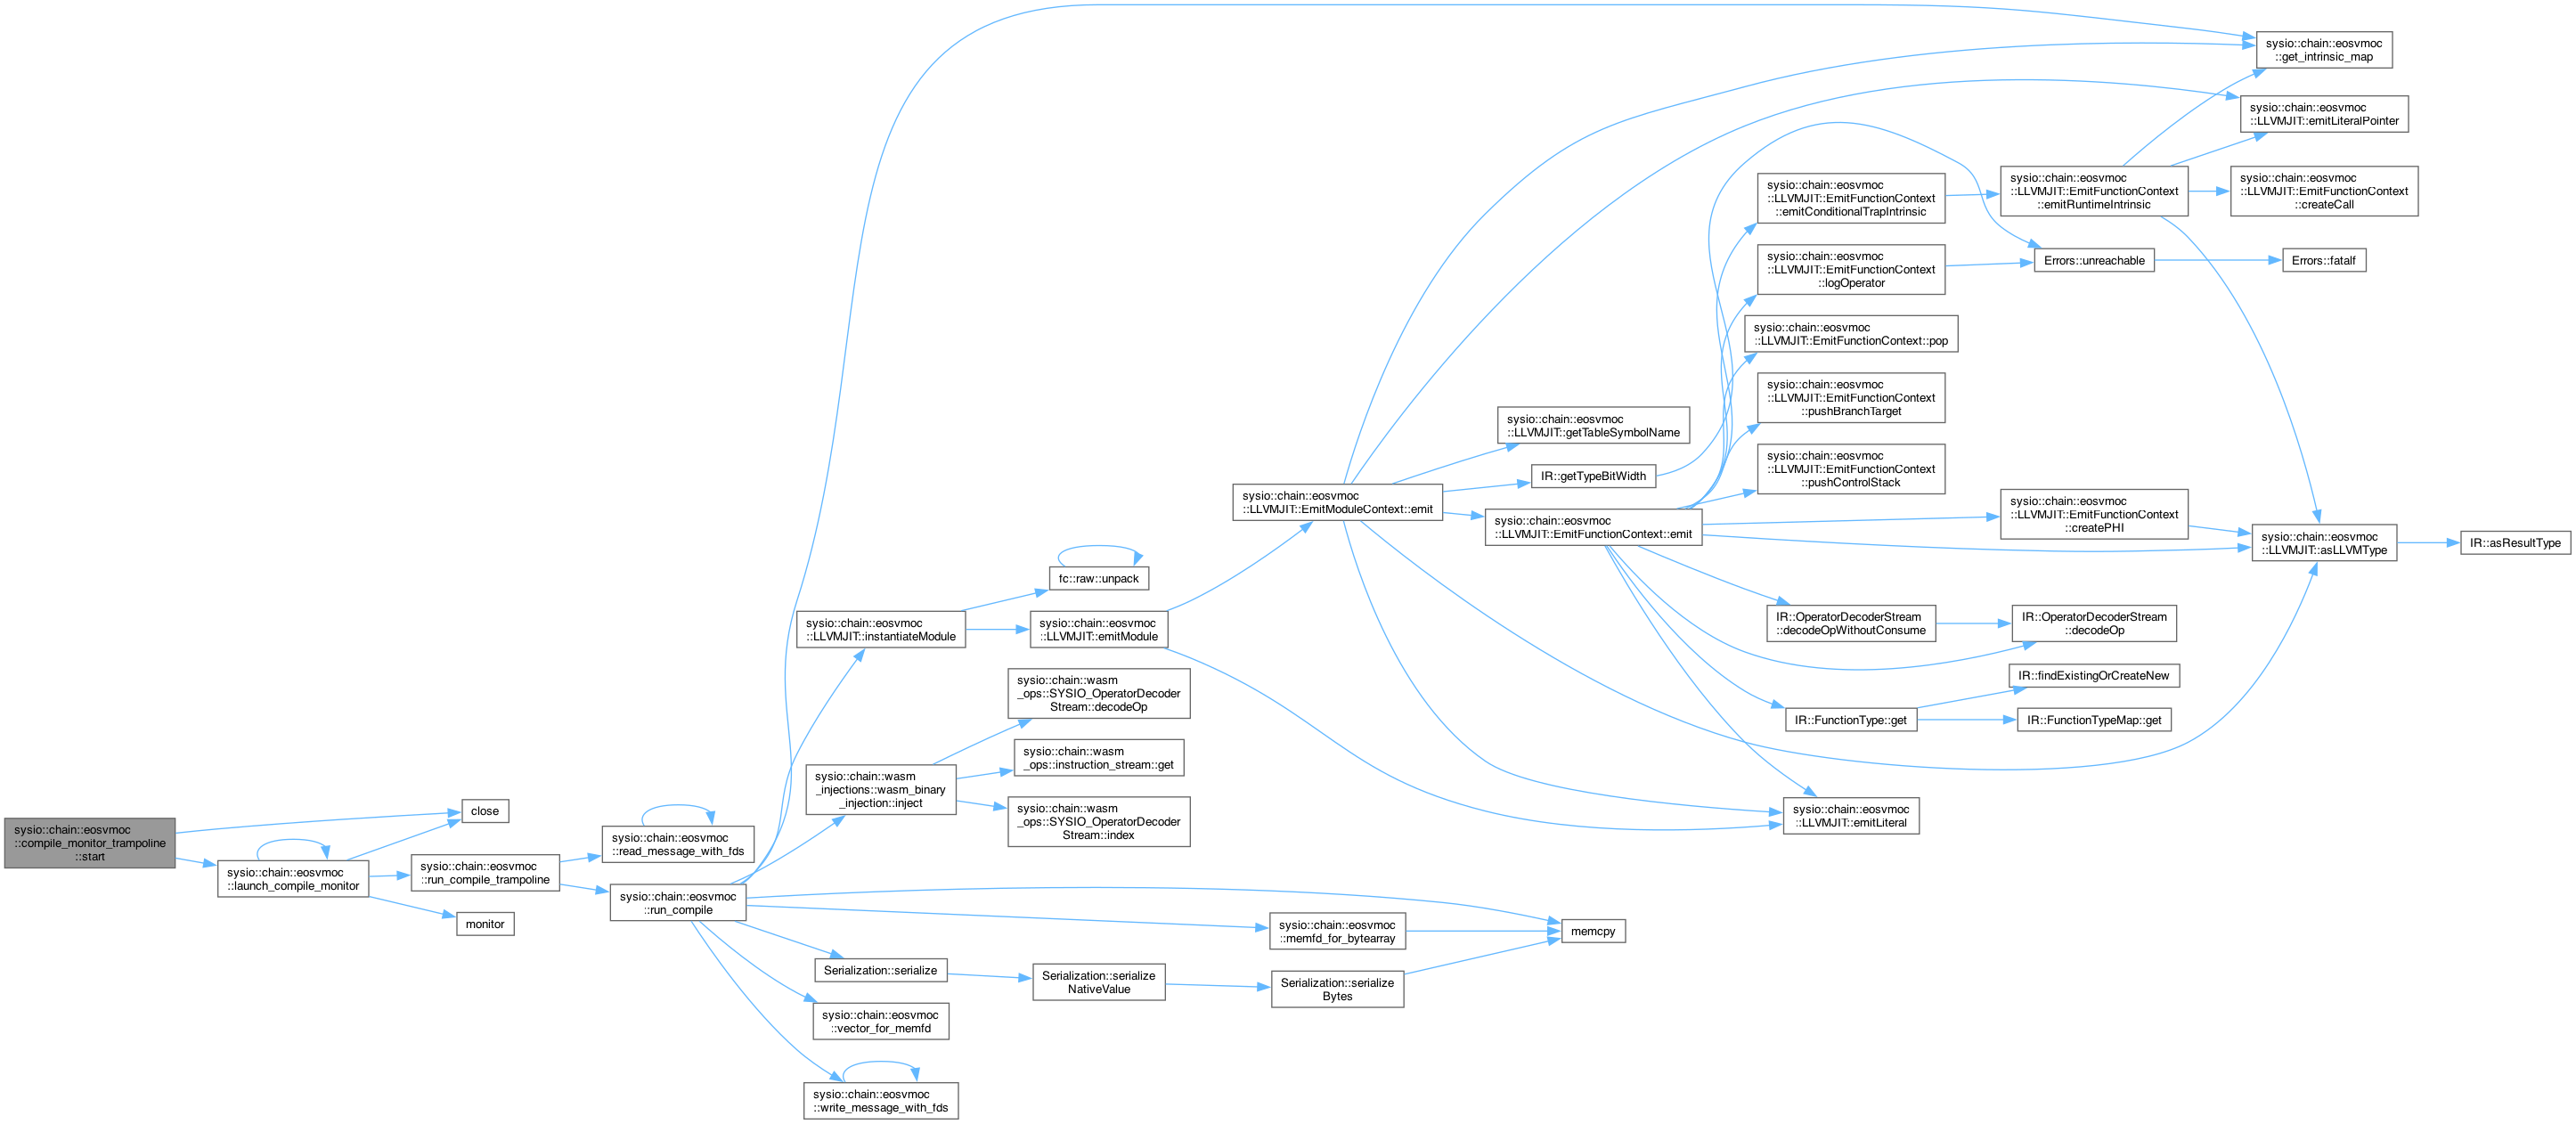 sysio::chain::eosvmoc
::compile_monitor_trampoline
::start
close
sysio::chain::eosvmoc
::launch_compile_monitor
sysio::chain::eosvmoc
::run_compile_trampoline
monitor
sysio::chain::eosvmoc
::read_message_with_fds
sysio::chain::eosvmoc
::run_compile
sysio::chain::eosvmoc
::LLVMJIT::instantiateModule
sysio::chain::wasm
_injections::wasm_binary
_injection::inject
Serialization::serialize
sysio::chain::eosvmoc
::vector_for_memfd
sysio::chain::eosvmoc
::write_message_with_fds
fc::raw::unpack
sysio::chain::eosvmoc
::LLVMJIT::emitModule
sysio::chain::wasm
_ops::SYSIO_OperatorDecoder
Stream::decodeOp
sysio::chain::wasm
_ops::instruction_stream::get
sysio::chain::wasm
_ops::SYSIO_OperatorDecoder
Stream::index
Serialization::serialize
NativeValue
sysio::chain::eosvmoc
::LLVMJIT::EmitModuleContext::emit
sysio::chain::eosvmoc
::memfd_for_bytearray
Serialization::serialize
Bytes
sysio::chain::eosvmoc
::LLVMJIT::getTableSymbolName
IR::getTypeBitWidth
sysio::chain::eosvmoc
::LLVMJIT::EmitFunctionContext::emit
memcpy
sysio::chain::eosvmoc
::LLVMJIT::EmitFunctionContext
::emitConditionalTrapIntrinsic
sysio::chain::eosvmoc
::LLVMJIT::EmitFunctionContext
::logOperator
sysio::chain::eosvmoc
::LLVMJIT::EmitFunctionContext::pop
sysio::chain::eosvmoc
::LLVMJIT::EmitFunctionContext
::pushBranchTarget
sysio::chain::eosvmoc
::LLVMJIT::EmitFunctionContext
::pushControlStack
IR::OperatorDecoderStream
::decodeOpWithoutConsume
IR::FunctionType::get
sysio::chain::eosvmoc
::LLVMJIT::emitLiteral
sysio::chain::eosvmoc
::LLVMJIT::EmitFunctionContext
::emitRuntimeIntrinsic
Errors::unreachable
sysio::chain::eosvmoc
::LLVMJIT::EmitFunctionContext
::createPHI
IR::OperatorDecoderStream
::decodeOp
IR::findExistingOrCreateNew
IR::FunctionTypeMap::get
sysio::chain::eosvmoc
::get_intrinsic_map
sysio::chain::eosvmoc
::LLVMJIT::emitLiteralPointer
sysio::chain::eosvmoc
::LLVMJIT::EmitFunctionContext
::createCall
Errors::fatalf
sysio::chain::eosvmoc
::LLVMJIT::asLLVMType
IR::asResultType